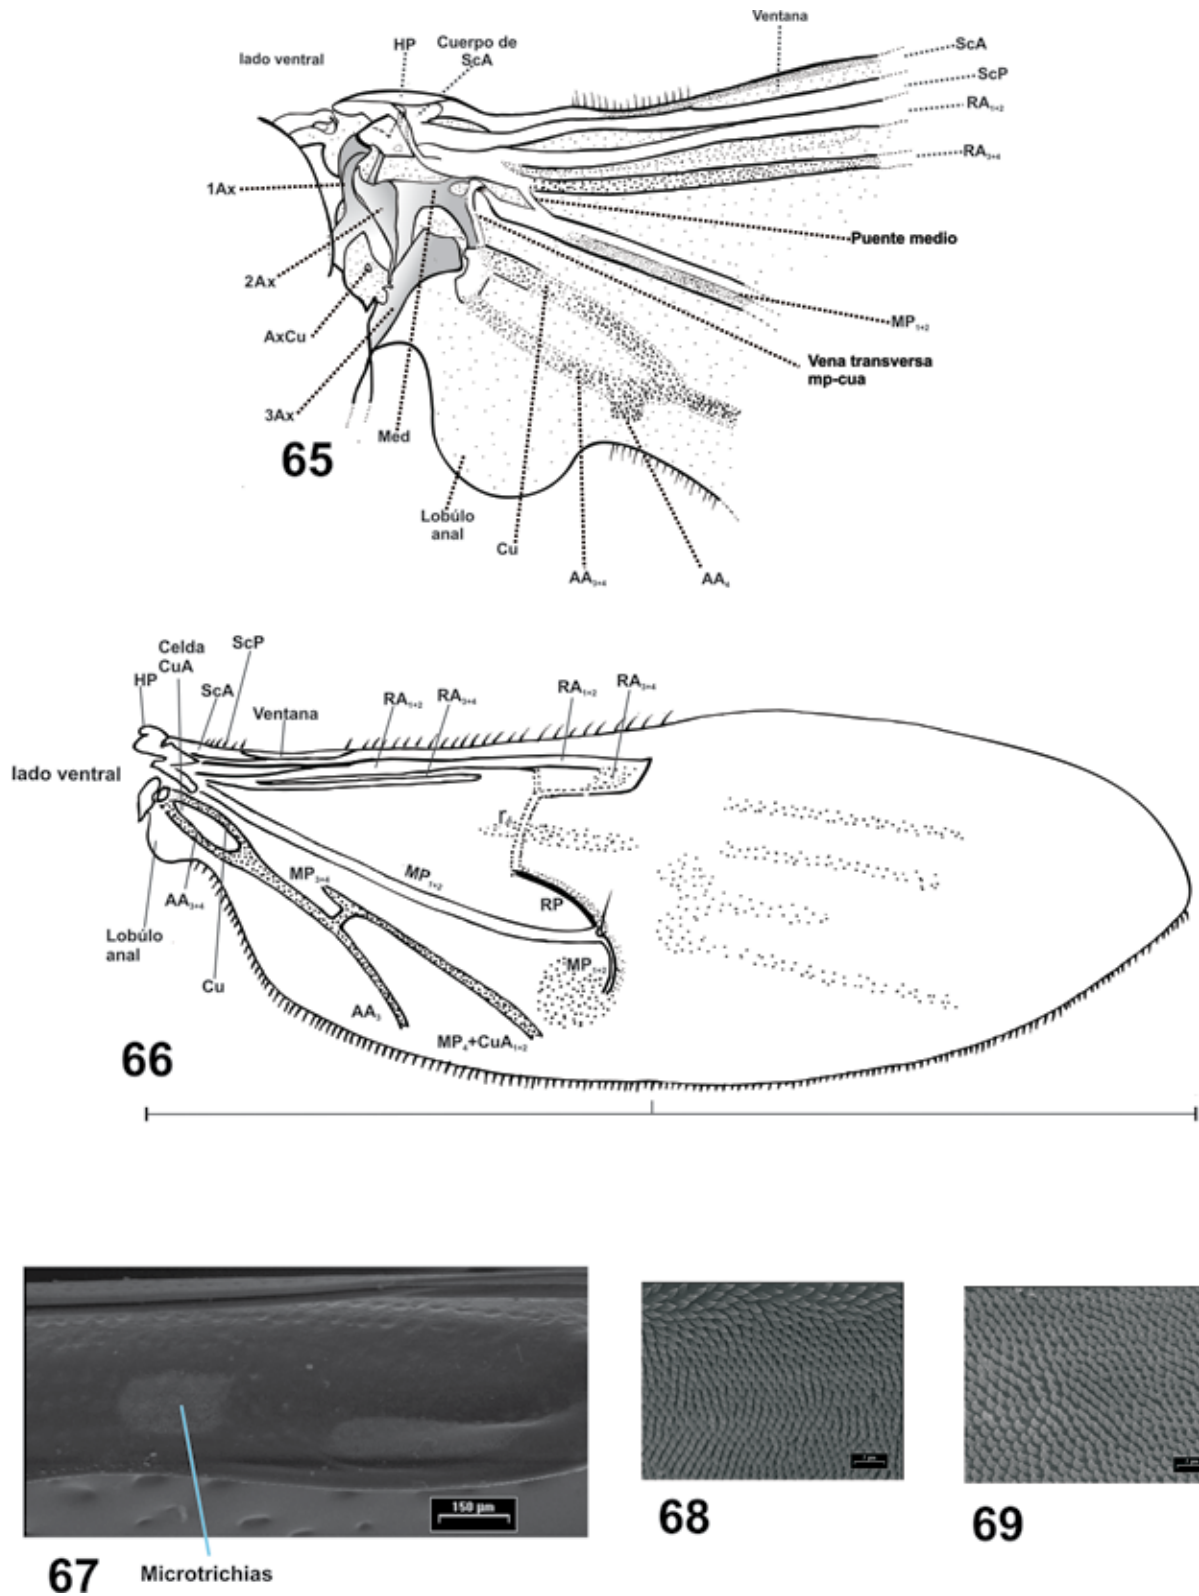 Ventana
HP
Cuerpo de
ScA
lado ventral
ScA
ScP
RA1+2
RA3+4
1Ax
Puente medio
2Ax
MP1+2
AxCu
Vena transversa
mp-cua
3Ax
Med
65
Lobúlo
anal
Cu
AA3+4
AA4
Celda
CuA
ScP
HP
ScA
RA1+2
RA3+4
RA1+2
RA3+4
Ventana
lado ventral
MP3+4
MP1+2
RP
AA3+4
Lobúlo
anal
MP1+2
Cu
AA3
MP4+CuA1+2
66
150 µm
67
Microtrichias
68
69